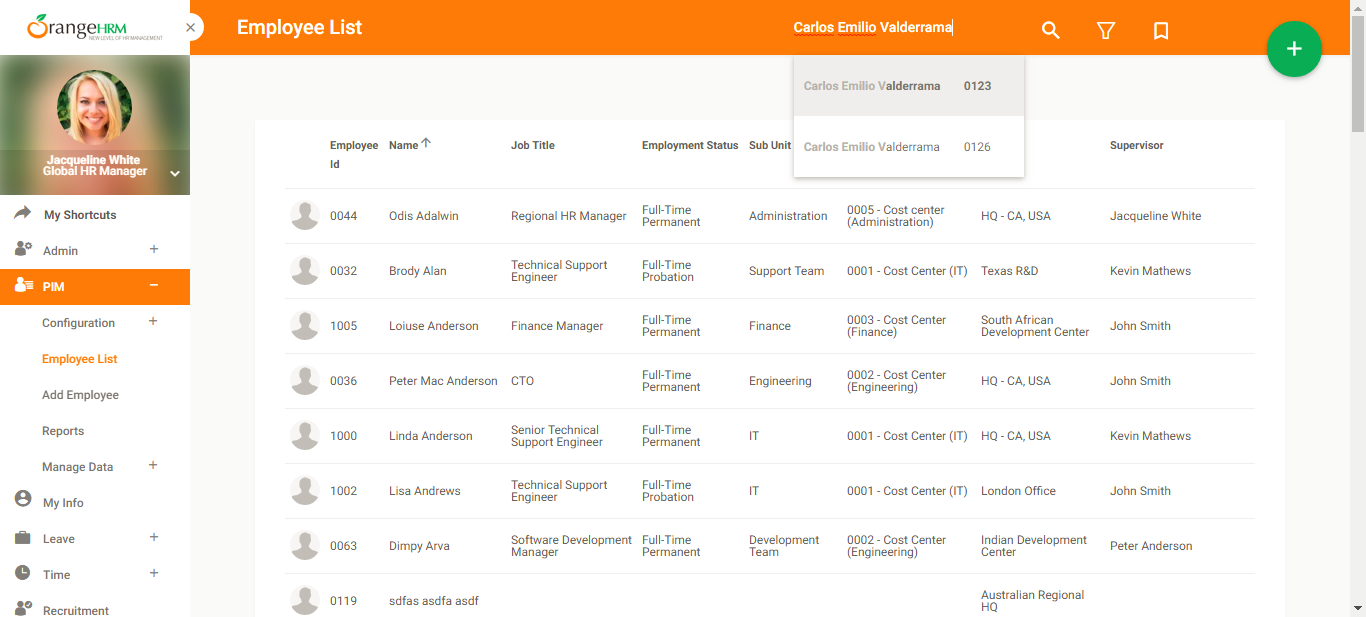 OrangeHRM
NEW LEVEL OF HR MANAGEMENT
Employee List
Carlos Emilio Valderrama
Carlos Emilio Valderrama 0123
Carlos Emilio Valderrama 0126
Jacqueline White
Global HR Manager
My Shortcuts
Admin
PIM
Configuration
Employee List
Add Employee
Reports
Manage Data
My Info
Leave
Time
Recruitment
Employee Id Name Job Title Employment Status Sub Unit Supervisor
0044 Odis Adalwin Regional HR Manager Full-Time Permanent Administration 0005 - Cost center (Administration) HQ - CA, USA Jacqueline White
0032 Brody Alan Technical Support Engineer Full-Time Probation Support Team 0001 - Cost Center (IT) Texas R&D Kevin Mathews
1005 Loiuse Anderson Finance Manager Full-Time Permanent Finance 0003 - Cost Center (Finance) South African Development Center John Smith
0036 Peter Mac Anderson CTO Full-Time Permanent Engineering 0002 - Cost Center (Engineering) HQ - CA, USA John Smith
1000 Linda Anderson Senior Technical Support Engineer Full-Time Permanent IT 0001 - Cost Center (IT) HQ - CA, USA Kevin Mathews
1002 Lisa Andrews Technical Support Engineer Full-Time Probation IT 0001 - Cost Center (IT) London Office John Smith
0063 Dimpy Arva Software Development Manager Full-Time Permanent Development Team 0002 - Cost Center (Engineering) Indian Development Center Peter Anderson
0119 sdfas asdfa asdf Australian Regional HQ